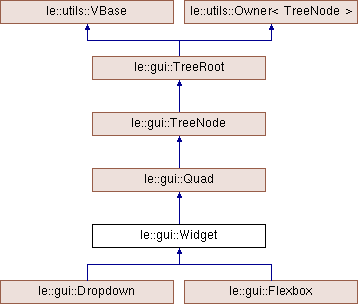 le::utils::VBase
le::utils::Owner< TreeNode >
le::gui::TreeRoot
le::gui::TreeNode
le::gui::Quad
le::gui::Widget
le::gui::Dropdown
le::gui::Flexbox